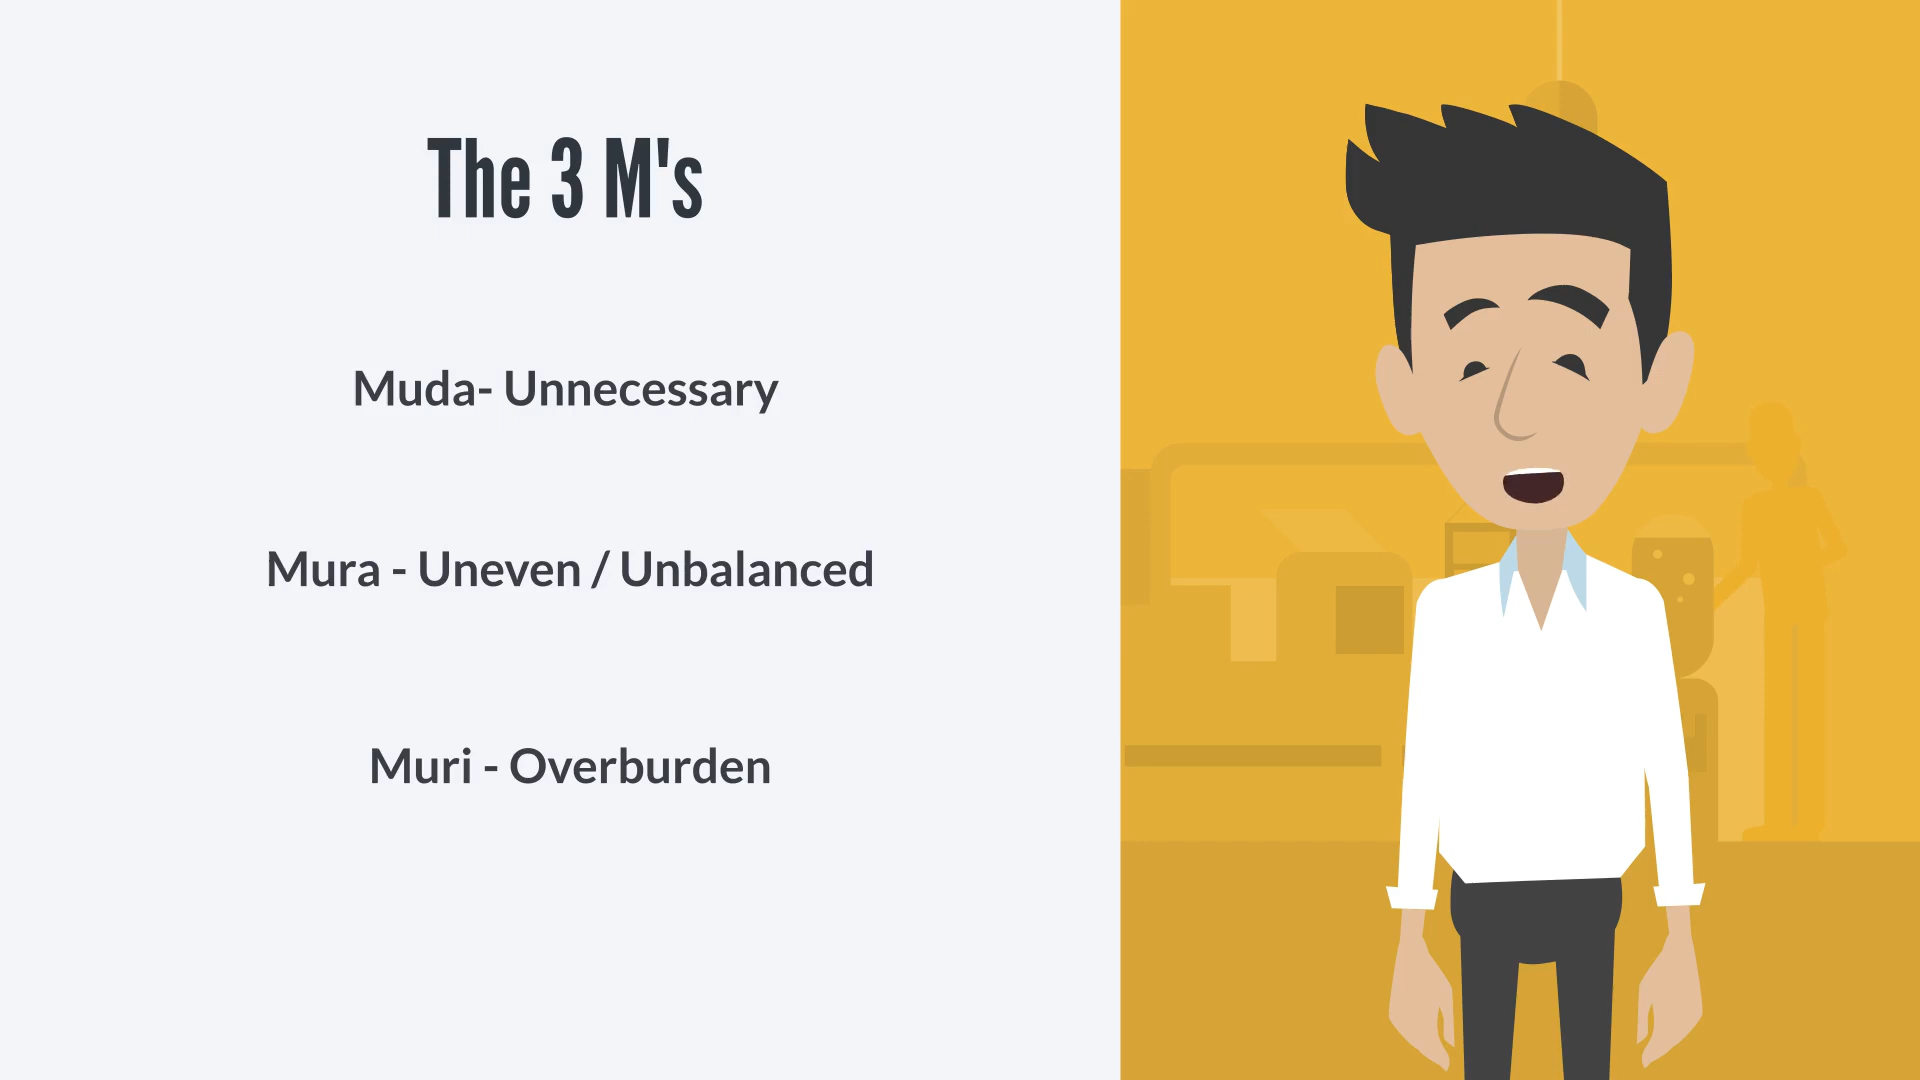 The 3 M's
Muda- Unnecessary
Mura - Uneven / Unbalanced
Muri - Overburden